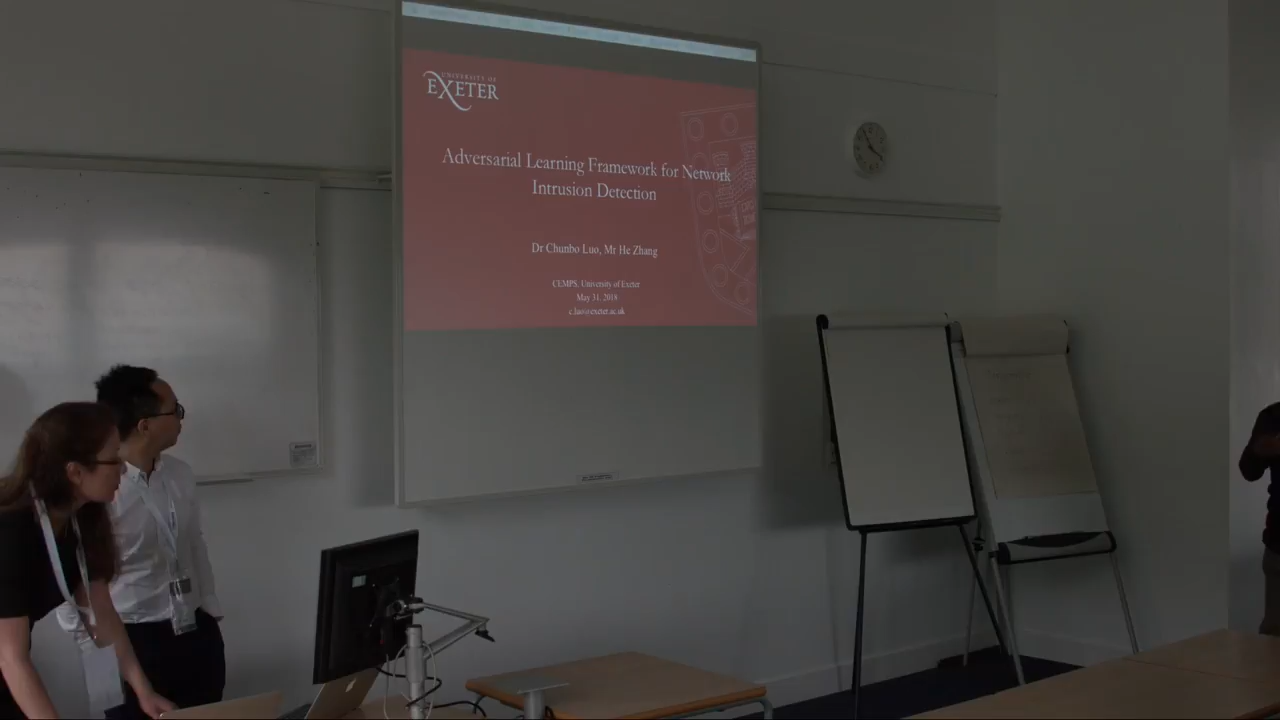 UNIVERSITY OF
EXETER
Adversarial Learning Framework for Network
Intrusion Detection
Dr Chunbo Luo, Mr He Zhang
CEMPS, University of Exeter
May 31, 2018
c.luo@exeter.ac.uk